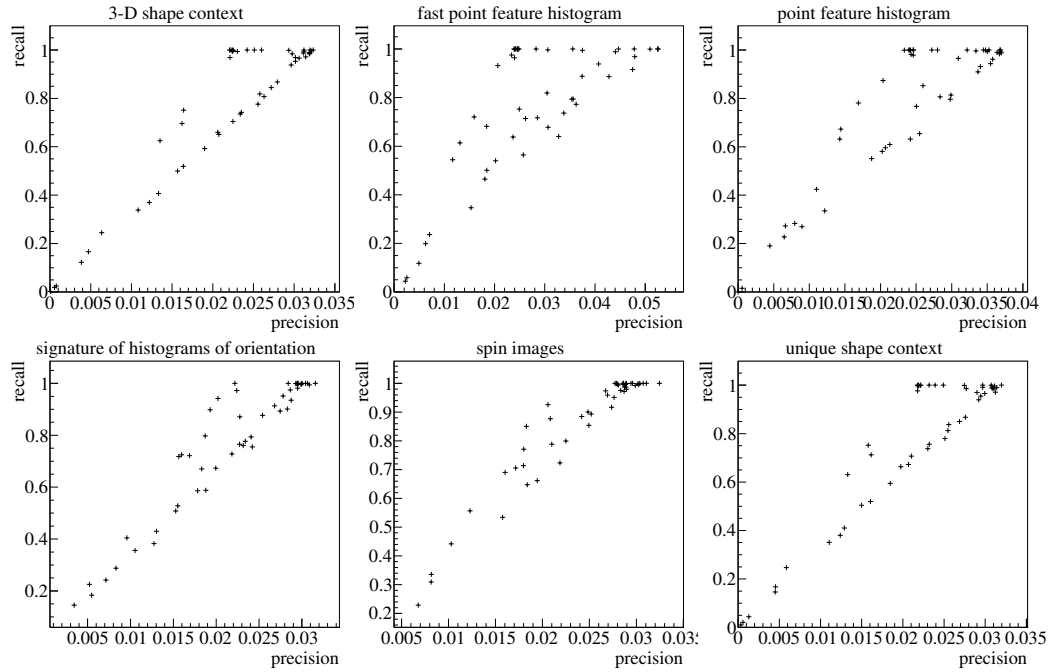 3-D shape context
recall
1
0.8
0.6
0.4
0.2
0
0 0.005 0.01 0.015 0.02 0.025 0.03 0.035
precision
fast point feature histogram
recall
1
0.8
0.6
0.4
0.2
0
0.01 0.02 0.03 0.04 0.05
precision
point feature histogram
recall
1
0.8
0.6
0.4
0.2
0
0 0.005 0.01 0.015 0.02 0.025 0.03 0.035 0.04
precision
signature of histograms of orientation
recall
1
0.8
0.6
0.4
0.2
0.005 0.01 0.015 0.02 0.025 0.03
precision
spin images
recall
1
0.9
0.8
0.7
0.6
0.5
0.4
0.3
0.2
0.005 0.01 0.015 0.02 0.025 0.03 0.035
precision
unique shape context
recall
1
0.8
0.6
0.4
0.2
0
0 0.005 0.01 0.015 0.02 0.025 0.03 0.035
precision